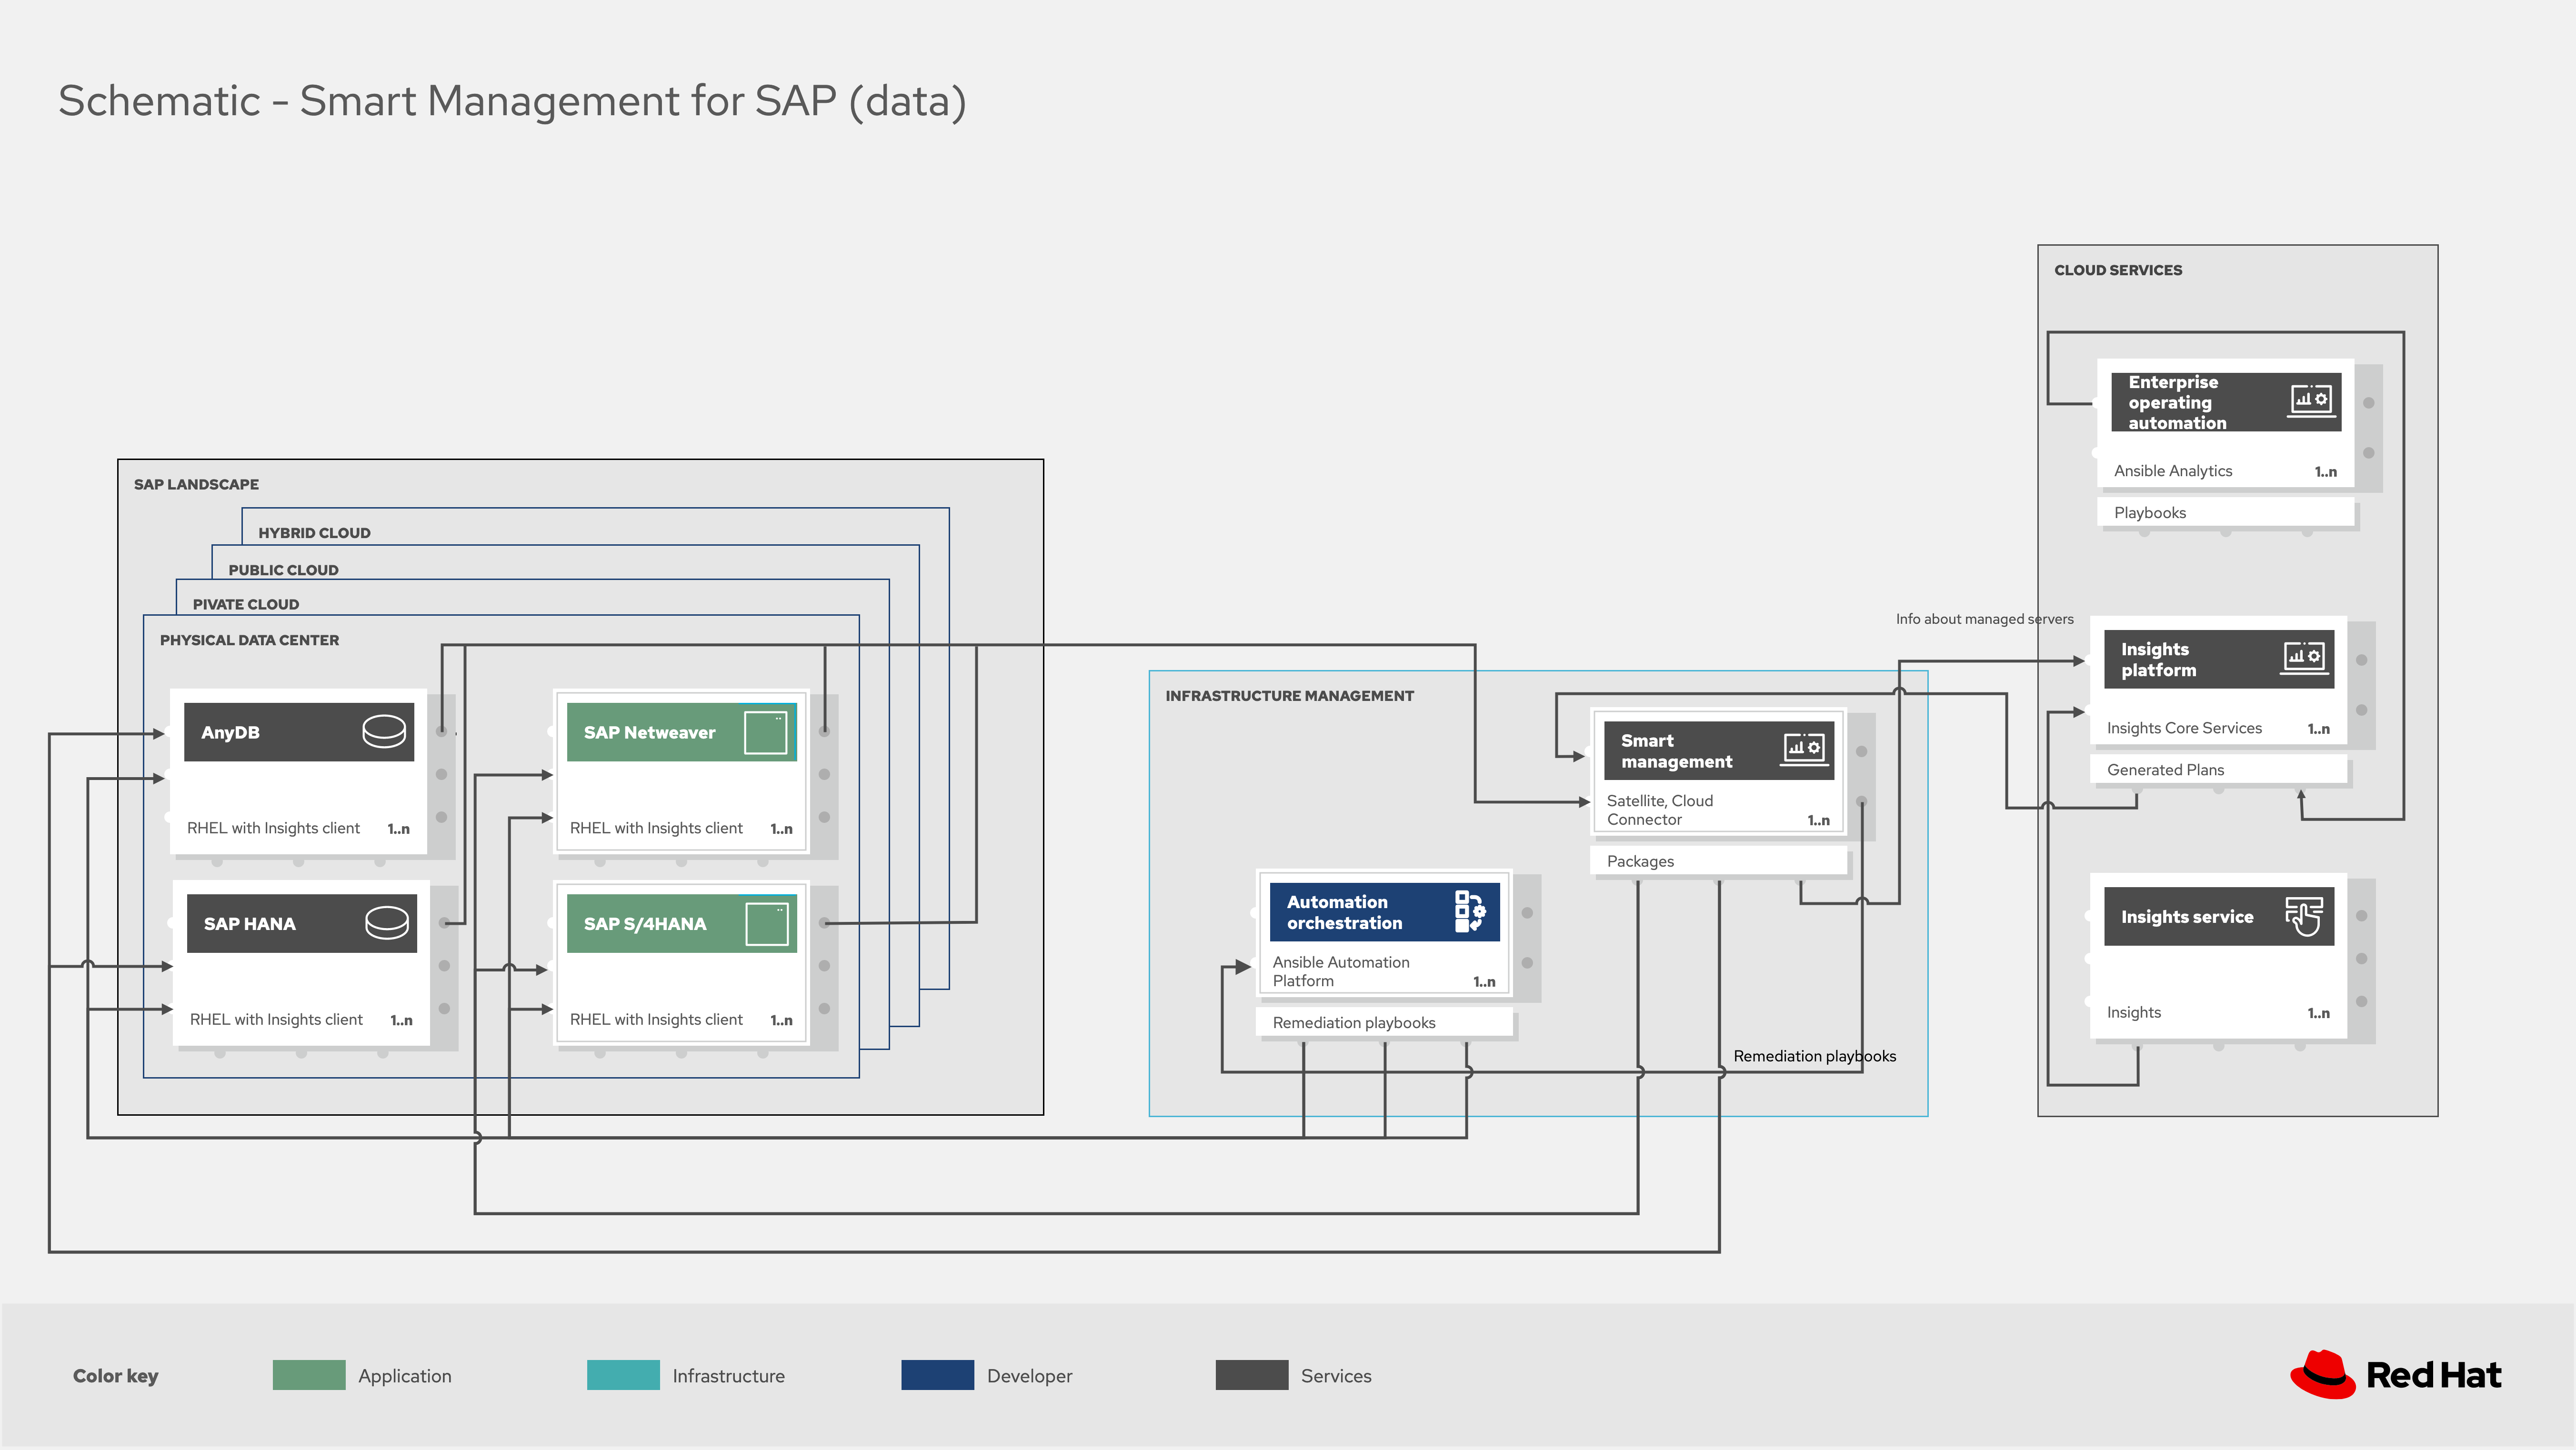 Schematic - Smart Management for SAP (data)
SAP LANDSCAPE
HYBRID CLOUD
PUBLIC CLOUD
PIVATE CLOUD
PHYSICAL DATA CENTER
AnyDB
RHEL with Insights client 1..n
SAP Netweaver
RHEL with Insights client 1..n
SAP HANA
RHEL with Insights client 1..n
SAP S/4HANA
RHEL with Insights client 1..n
INFRASTRUCTURE MANAGEMENT
Smart
management
Satellite, Cloud
Connector 1..n
Packages
Automation
orchestration
Ansible Automation
Platform 1..n
Remediation playbooks
Remediation playbooks
Info about managed servers
CLOUD SERVICES
Enterprise
operating
automation
Ansible Analytics 1..n
Playbooks
Insights
platform
Insights Core Services 1..n
Generated Plans
Insights service
Insights 1..n
Color key
Application
Infrastructure
Developer
Services
Red Hat